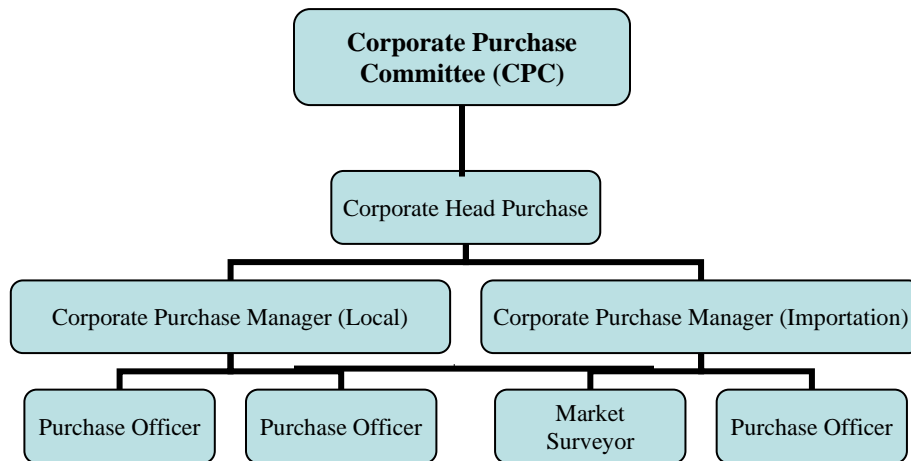 Corporate Purchase
Committee (CPC)
Corporate Head Purchase
Corporate Purchase Manager (Local)
Corporate Purchase Manager (Importation)
Purchase Officer
Purchase Officer
Market
Surveyor
Purchase Officer